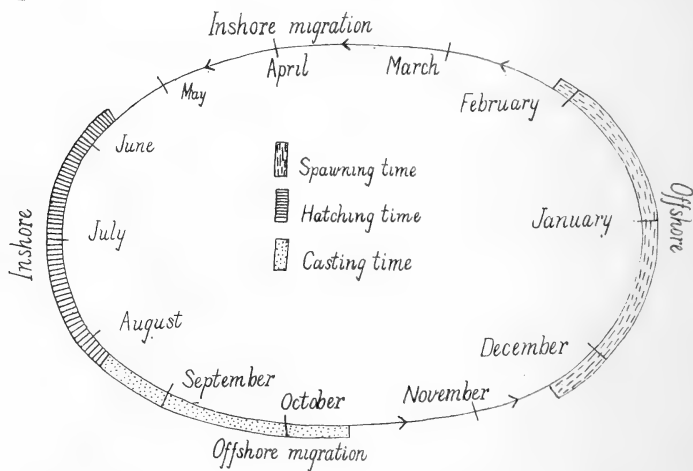 Inshore migration
April
March
May
February
June
Spawning time
Hatching time
Casting time
Inshore
July
January
Offshore
August
December
September
October
November
Offshore migration